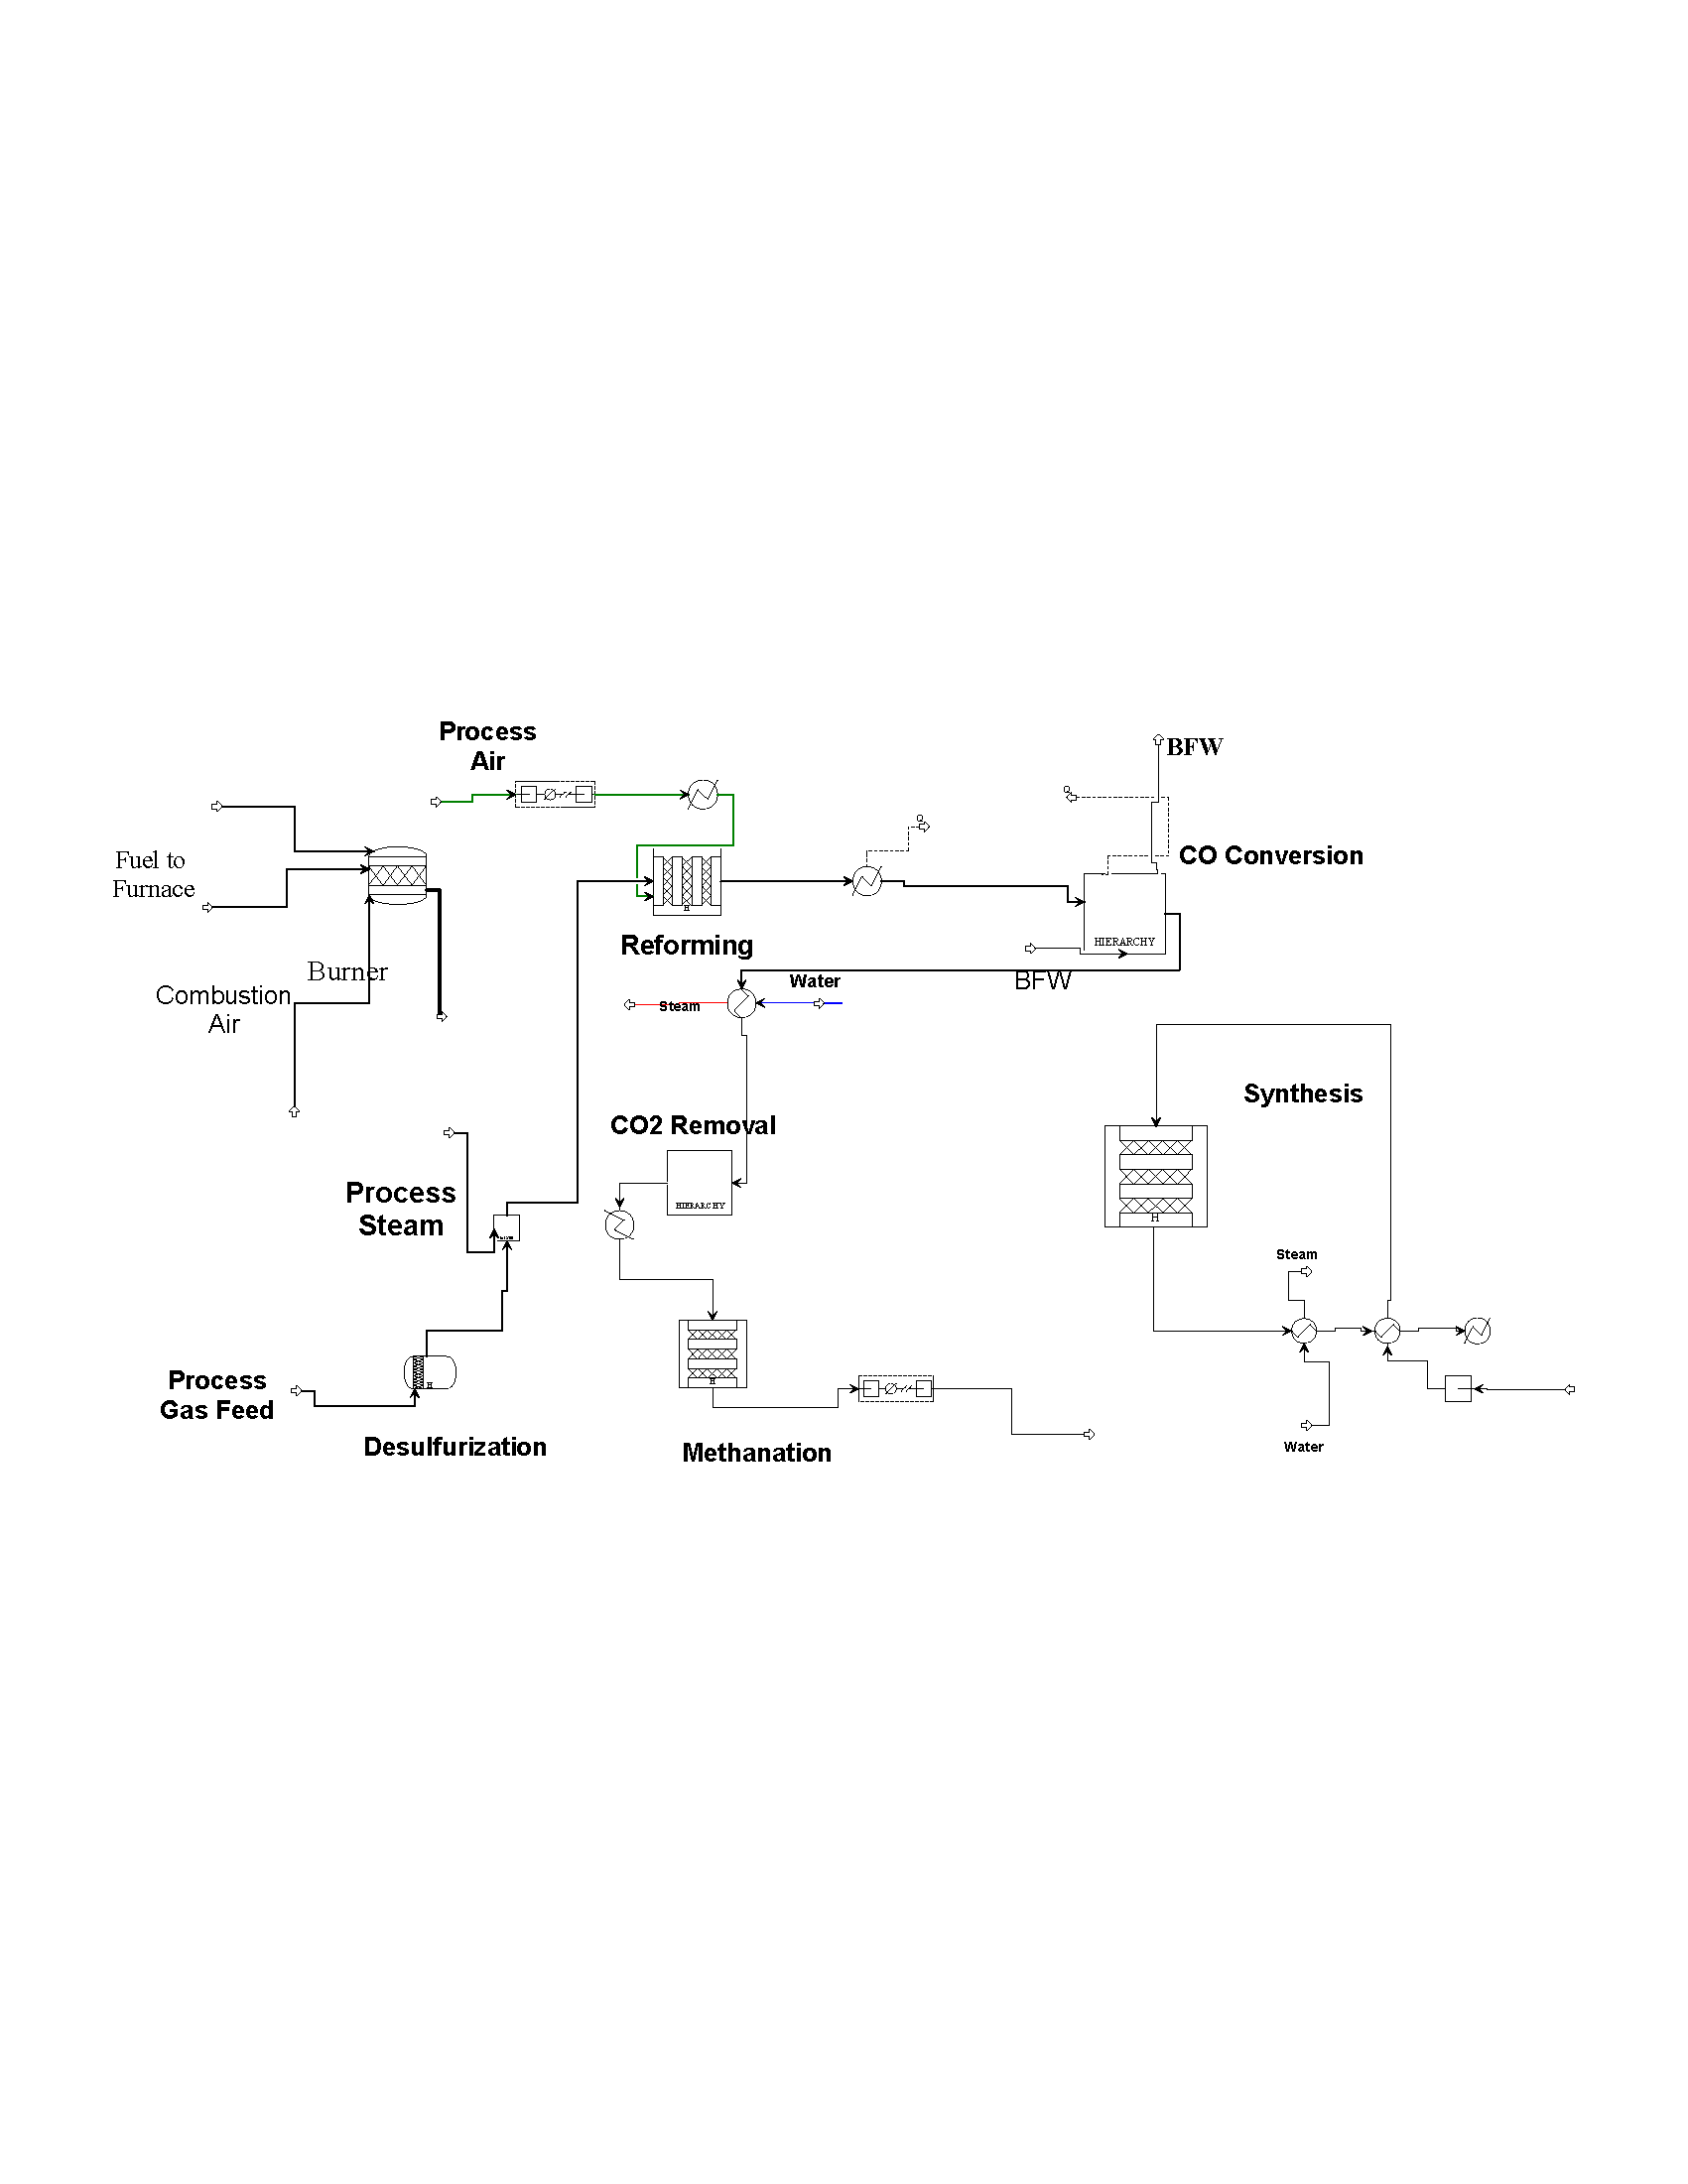 Process
Air
BFW
Q
Q
Fuel to
Furnace
CO Conversion
H
HIERARCHY
Reforming
Burner
Water
BFW
Combustion
Air
Steam
Synthesis
CO2 Removal
Process
Steam
HIERARCHY
H
Steam
Process
Gas Feed
H
H
Water
Desulfurization
Methanation